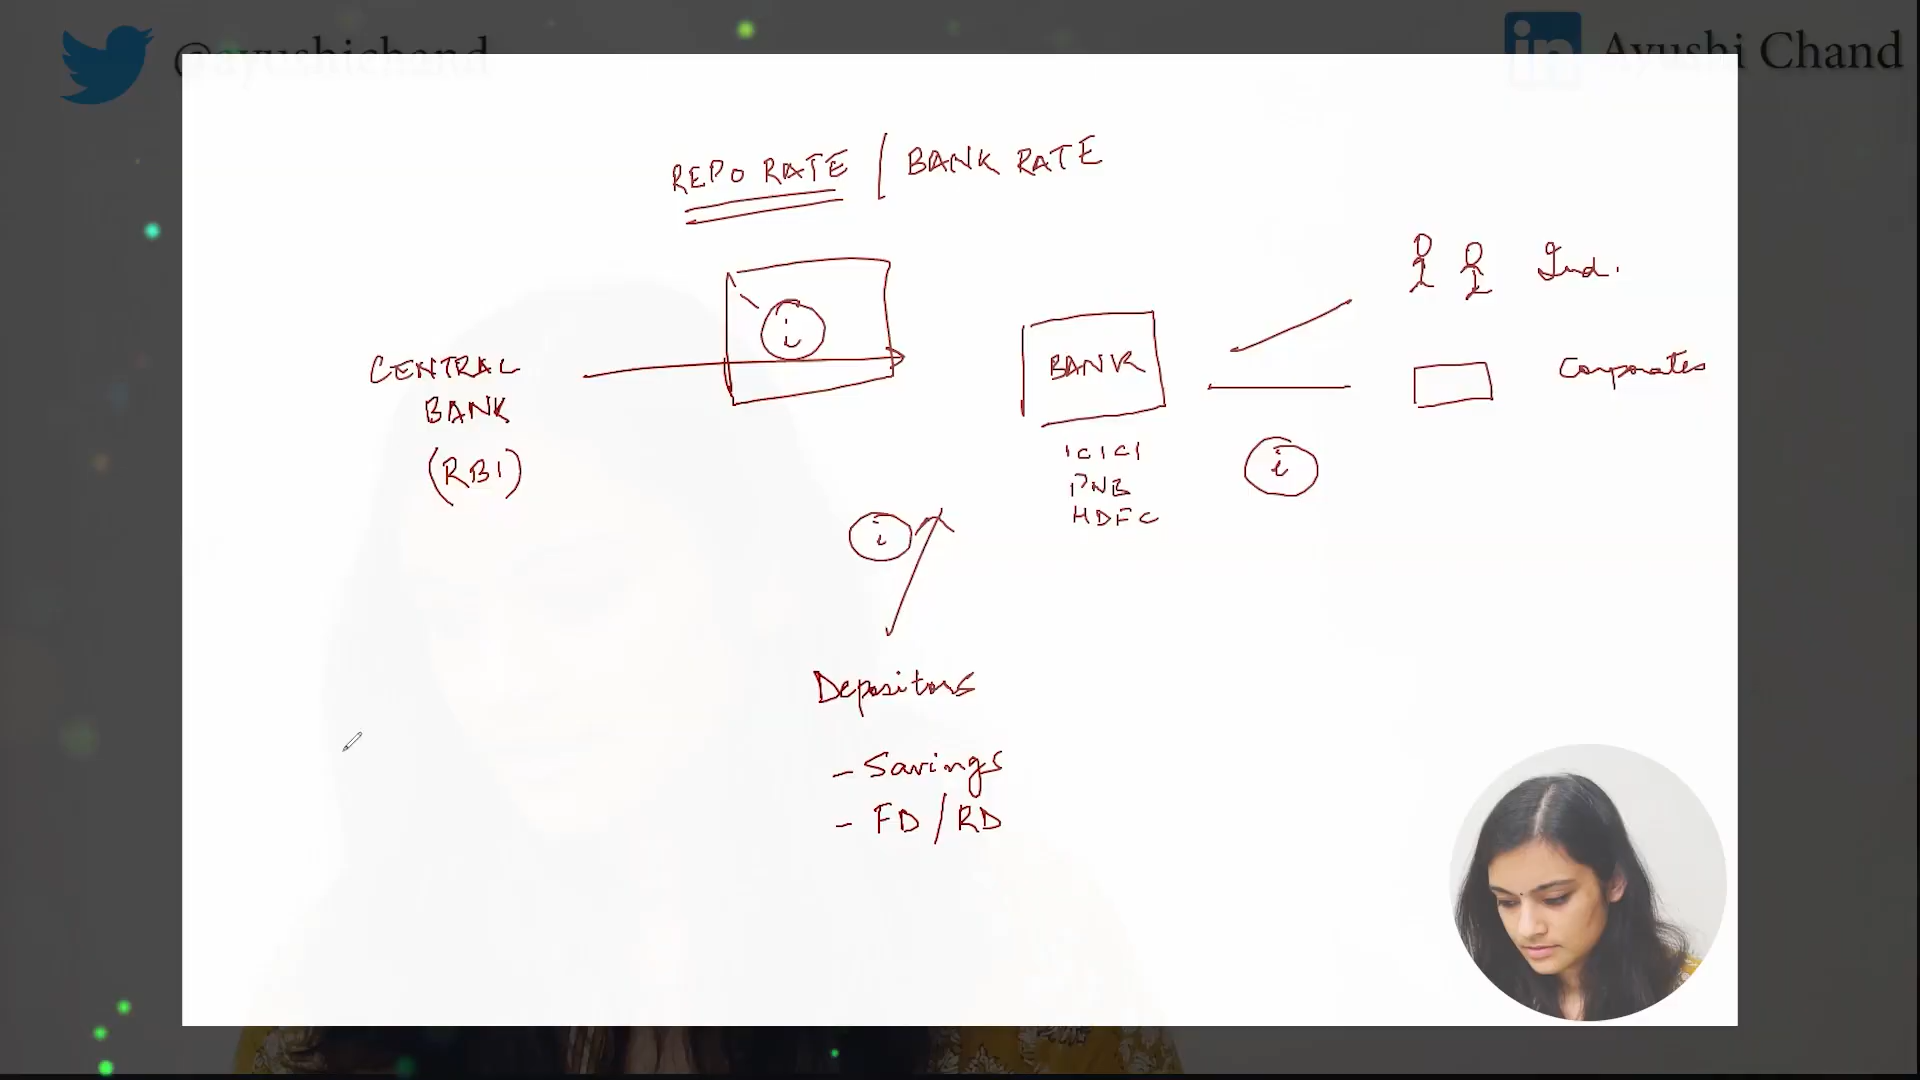 @ayushichand
in Ayushi Chand
REPO RATE / BANK RATE
i
Ind.
CENTRAL
BANK
(RBI)
BANK
Corporates
ICICI
PNB
HDFC
i
i
Depositors
- Savings
- FD / RD